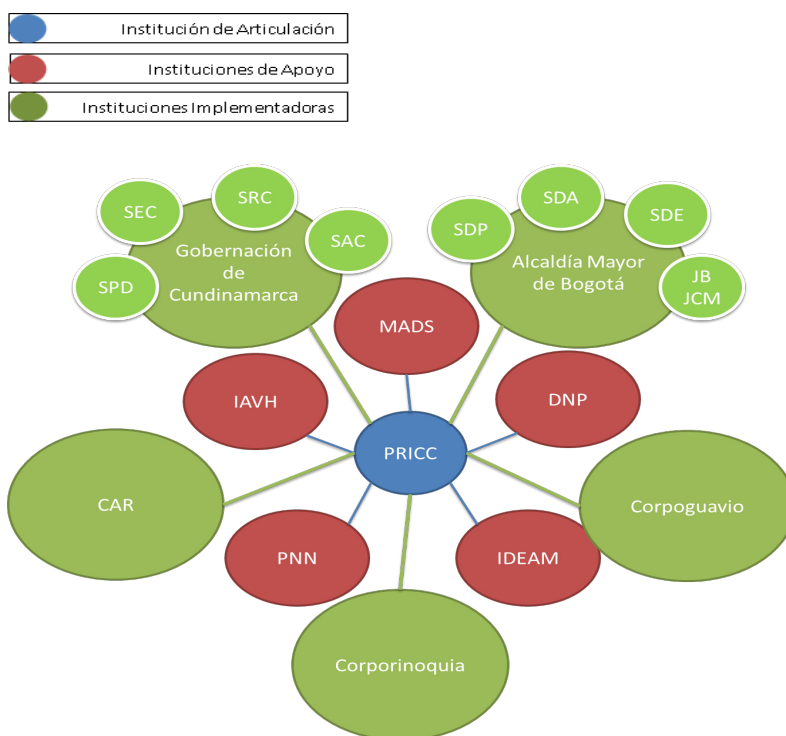 Institución de Articulación
Instituciones de Apoyo
Instituciones Implementadoras
SEC
SRC
SAC
SPD
Gobernación
de
Cundinamarca
SDP
SDA
SDE
JB
JCM
Alcaldía Mayor
de Bogotá
MADS
IAVH
DNP
PRICC
CAR
Corpoguavio
PNN
IDEAM
Corporinoquia